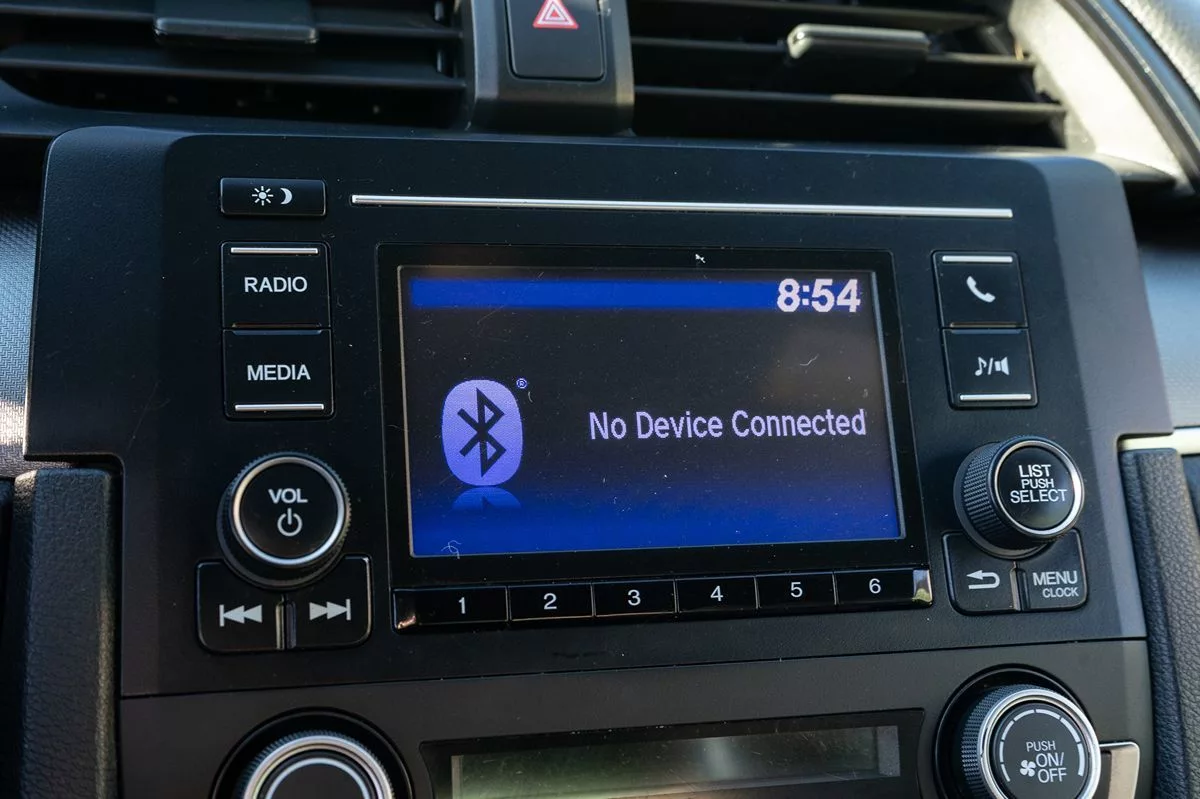 8:54
RADIO
MEDIA
®
No Device Connected
VOL
LIST
PUSH
SELECT
1 2 3 4 5 6
MENU
CLOCK
PUSH
ON/
OFF